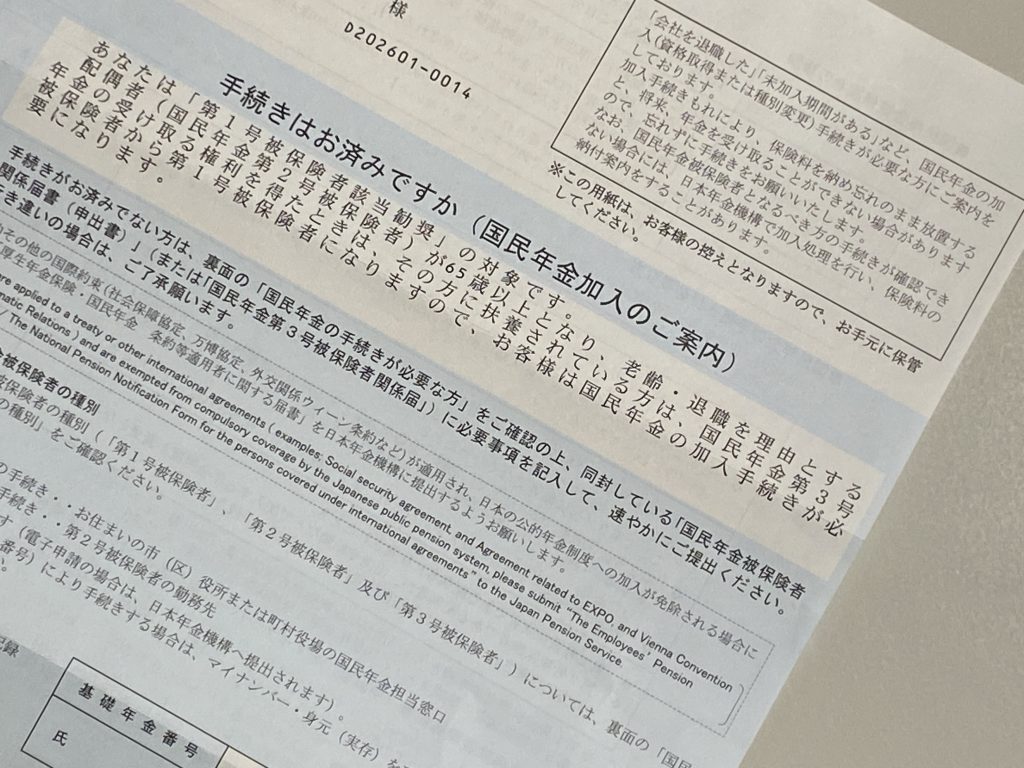 様
D202601-0014
「会社を退職した」「未加入期間がある」など、国民年金の加
入(資格取得または種別変更)手続きが必要な方にご案内を
しております。
加入手続きもれにより、保険料を納め忘れのまま放置する
と、将来、年金を受け取ることができない場合があります
ので、忘れずに手続きをお願いいたします。
なお、国民年金被保険者となるべき方の手続きが確認でき
ない場合には、日本年金機構で加入処理を行い、保険料の
納付案内をすることがあります。
※この用紙は、お客様の控えとなりますので、お手元に保管
してください。
手続きはお済みですか(国民年金加入のご案内)
あなたは「第1号被保険者該当勧奨」の対象です。
配偶者(国民年金第2号被保険者)が65歳以上となり、老齢・退職を理由とする
年金の受け取る権利を得たときは、その方に扶養されている方は、国民年金第3号
被保険者から第1号被保険者になりますので、お客様は国民年金の加入手続きが必
要になります。
手続きがお済みでない方は、裏面の「国民年金の手続きが必要な方」をご確認の上、同封している「国民年金被保険者
関係届書(申出書)」(または「国民年金第3号被保険者関係届」)に必要事項を記入して、速やかにご提出ください。
き違いの場合は、ご了承願います。
その他の国際約束(社会保障協定、万博協定、外交関係ウィーン条約など)が適用され、日本の公的年金制度への加入が免除される場合に
厚生年金保険・国民年金 条約等適用者に関する届書」を日本年金機構に提出するようお願いします。
are applied to a treaty or other international agreements (examples: Social security agreement, and Agreement related to EXPO, and Vienna Convention
matic Relations) and are exempted from compulsory coverage by the Japanese public pension system, please submit "The Employees' Pension
/ The National Pension Notification Form for the persons covered under international agreements" to the Japan Pension Service.
被保険者の種別
被保険者の種別(「第1号被保険者」、「第2号被保険者」及び「第3号被保険者」)については、裏面の「国民
の種別」をご確認ください。
の手続き・・お住まいの市(区)役所または町村役場の国民年金担当窓口
手続き・・第2号被保険者の勤務先
(電子申請の場合は、日本年金機構へ提出されます)。
番号)により手続きする場合は、マイナンバー・身元(実存)を
録
基礎年金番号
氏